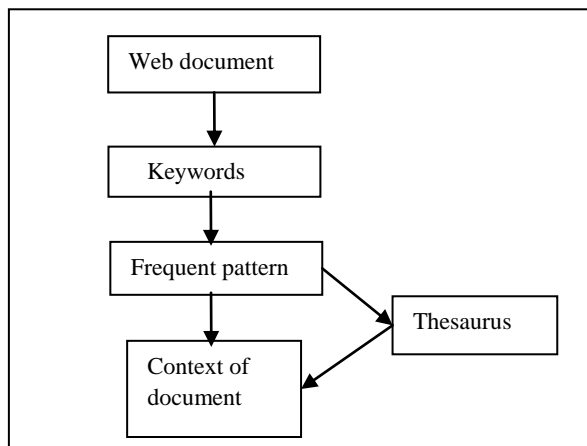 Web document
Keywords
Frequent pattern
Thesaurus
Context of
document